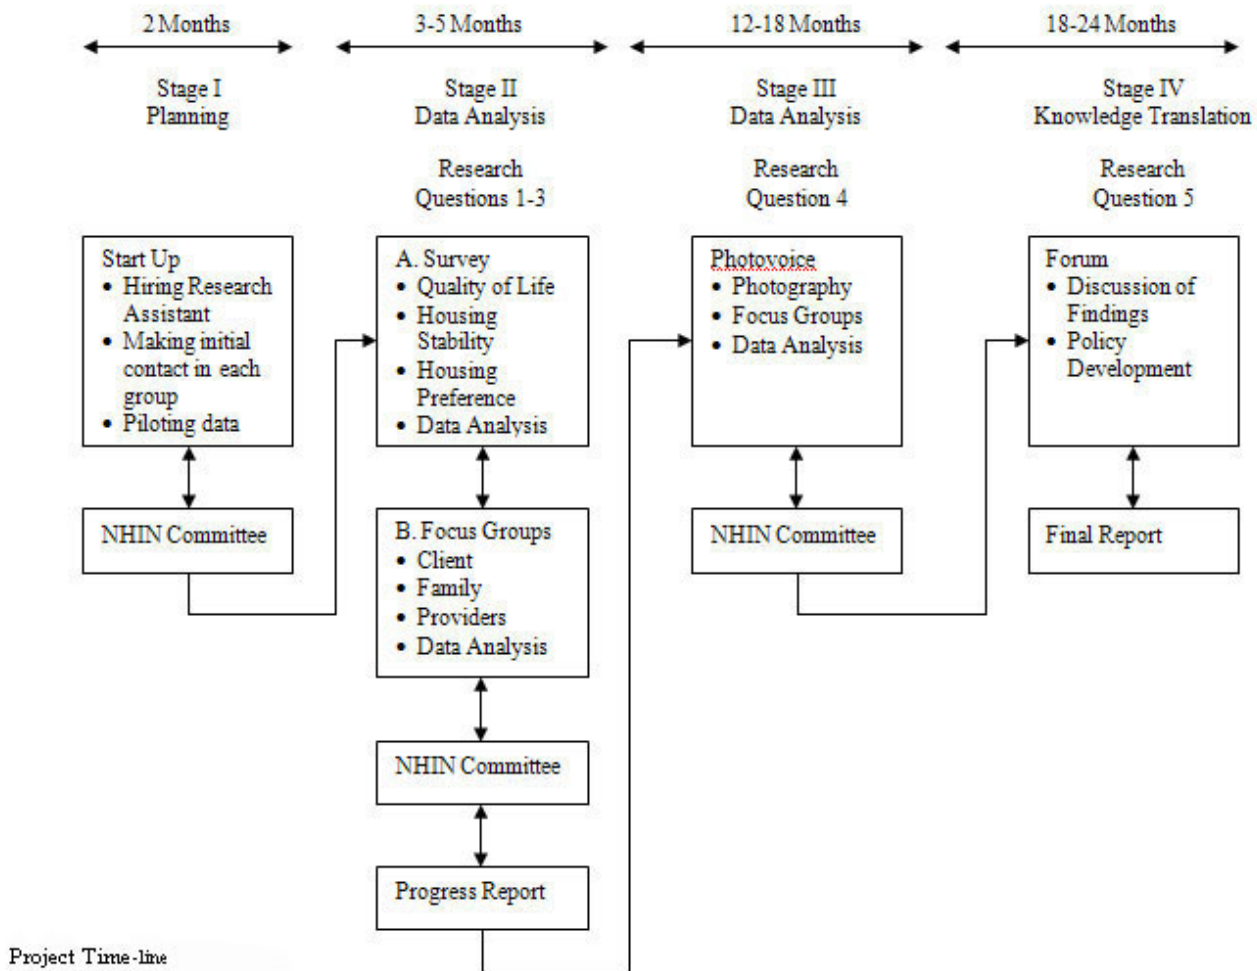 2 Months
3-5 Months
12-18 Months
18-24 Months
Stage I
Planning
Stage II
Data Analysis
Stage III
Data Analysis
Stage IV
Knowledge Translation
Research
Questions 1-3
Research
Question 4
Research
Question 5
Start Up
• Hiring Research
Assistant
• Making initial
contact in each
group
• Piloting data
NHIN Committee
A. Survey
• Quality of Life
• Housing
Stability
• Housing
Preference
• Data Analysis
B. Focus Groups
• Client
• Family
• Providers
• Data Analysis
NHIN Committee
Progress Report
Photovoice
• Photography
• Focus Groups
• Data Analysis
NHIN Committee
Forum
• Discussion of
Findings
• Policy
Development
Final Report
Project Time-line